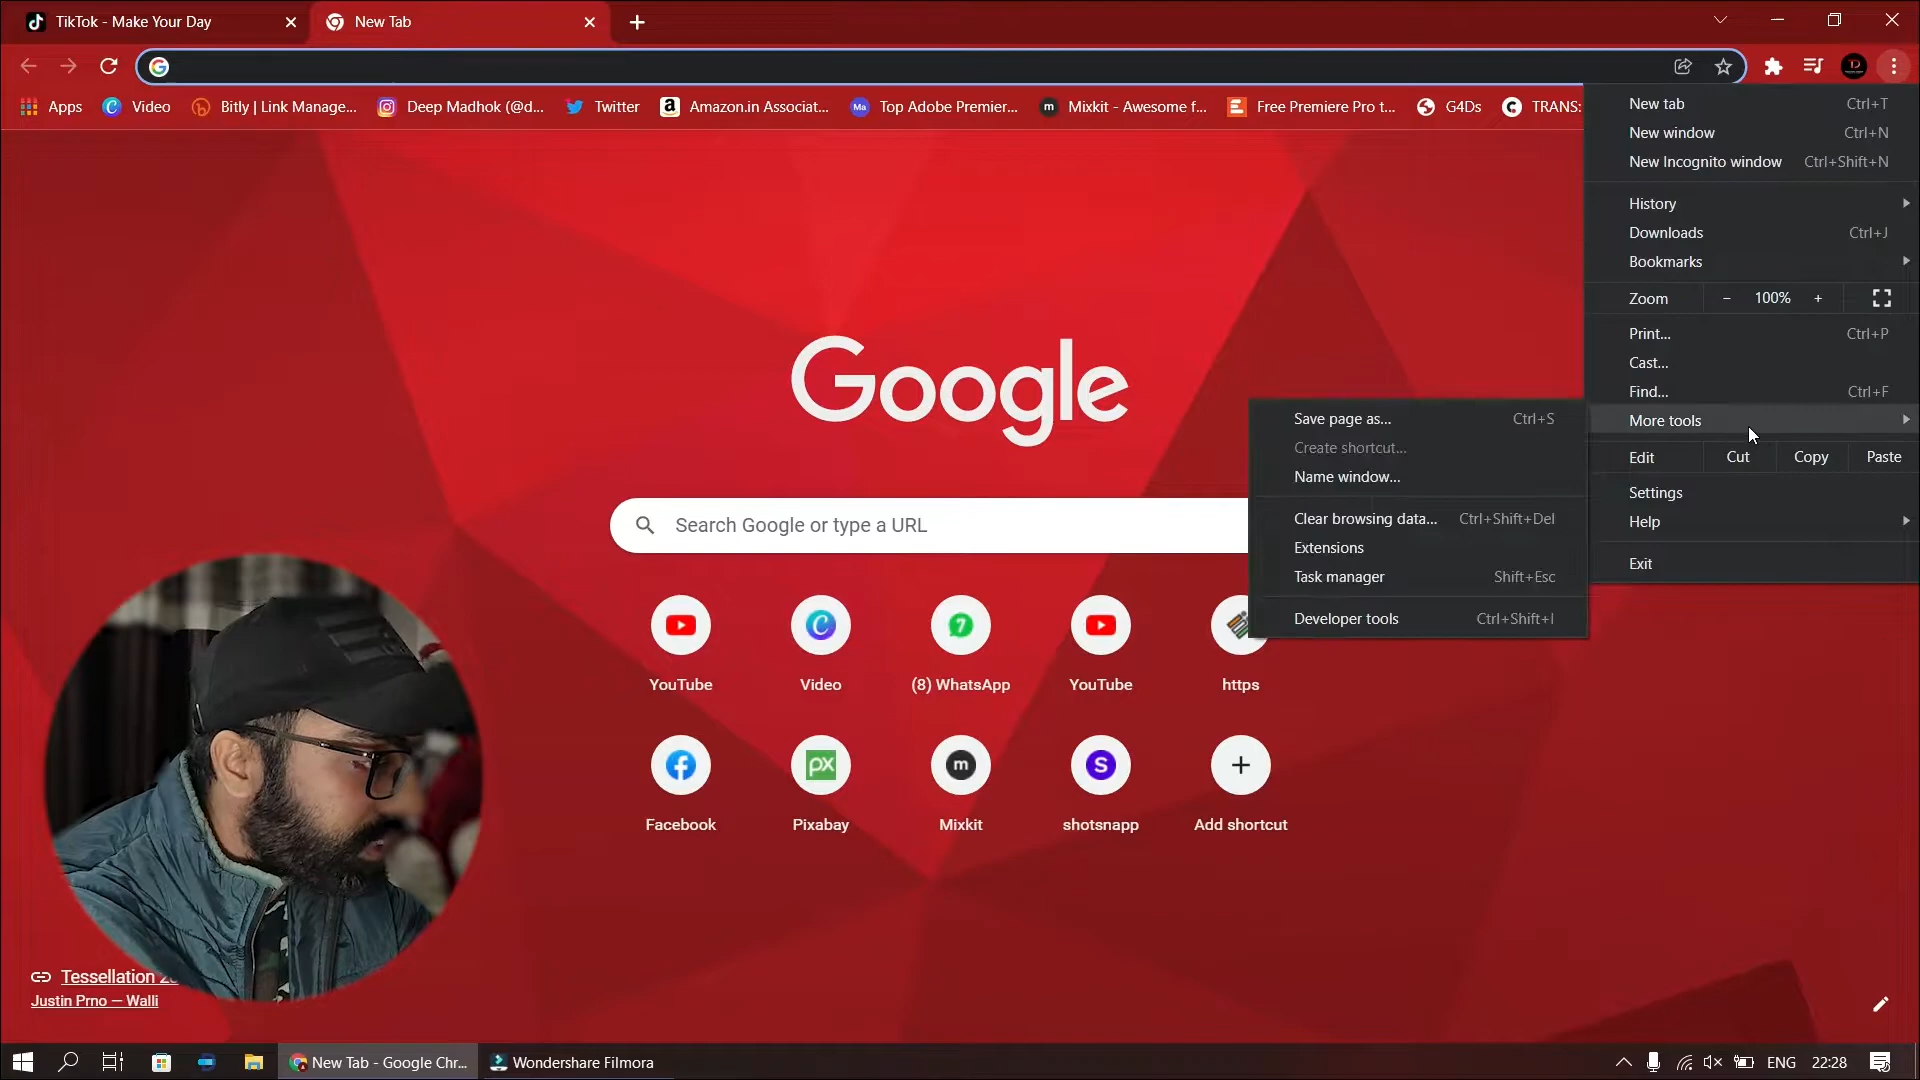 TikTok - Make Your Day
New Tab
Apps
Video
Bitly | Link Manage...
Deep Madhok (@d...
Twitter
Amazon.in Associat...
Top Adobe Premier...
Mixkit - Awesome f...
Free Premiere Pro t...
G4Ds
TRANS:
New tab Ctrl+T
New window Ctrl+N
New Incognito window Ctrl+Shift+N
History
Downloads Ctrl+J
Bookmarks
Zoom - 100% +
Print... Ctrl+P
Cast...
Find... Ctrl+F
More tools
Edit Cut Copy Paste
Settings
Help
Exit
Save page as... Ctrl+S
Create shortcut...
Name window...
Clear browsing data... Ctrl+Shift+Del
Extensions
Task manager Shift+Esc
Developer tools Ctrl+Shift+I
Google
Search Google or type a URL
YouTube
Video
(8) WhatsApp
YouTube
https
Facebook
Pixabay
Mixkit
shotsnapp
Add shortcut
Tessellation
Justin Prno — Walli
New Tab - Google Chr...
Wondershare Filmora
ENG
22:28